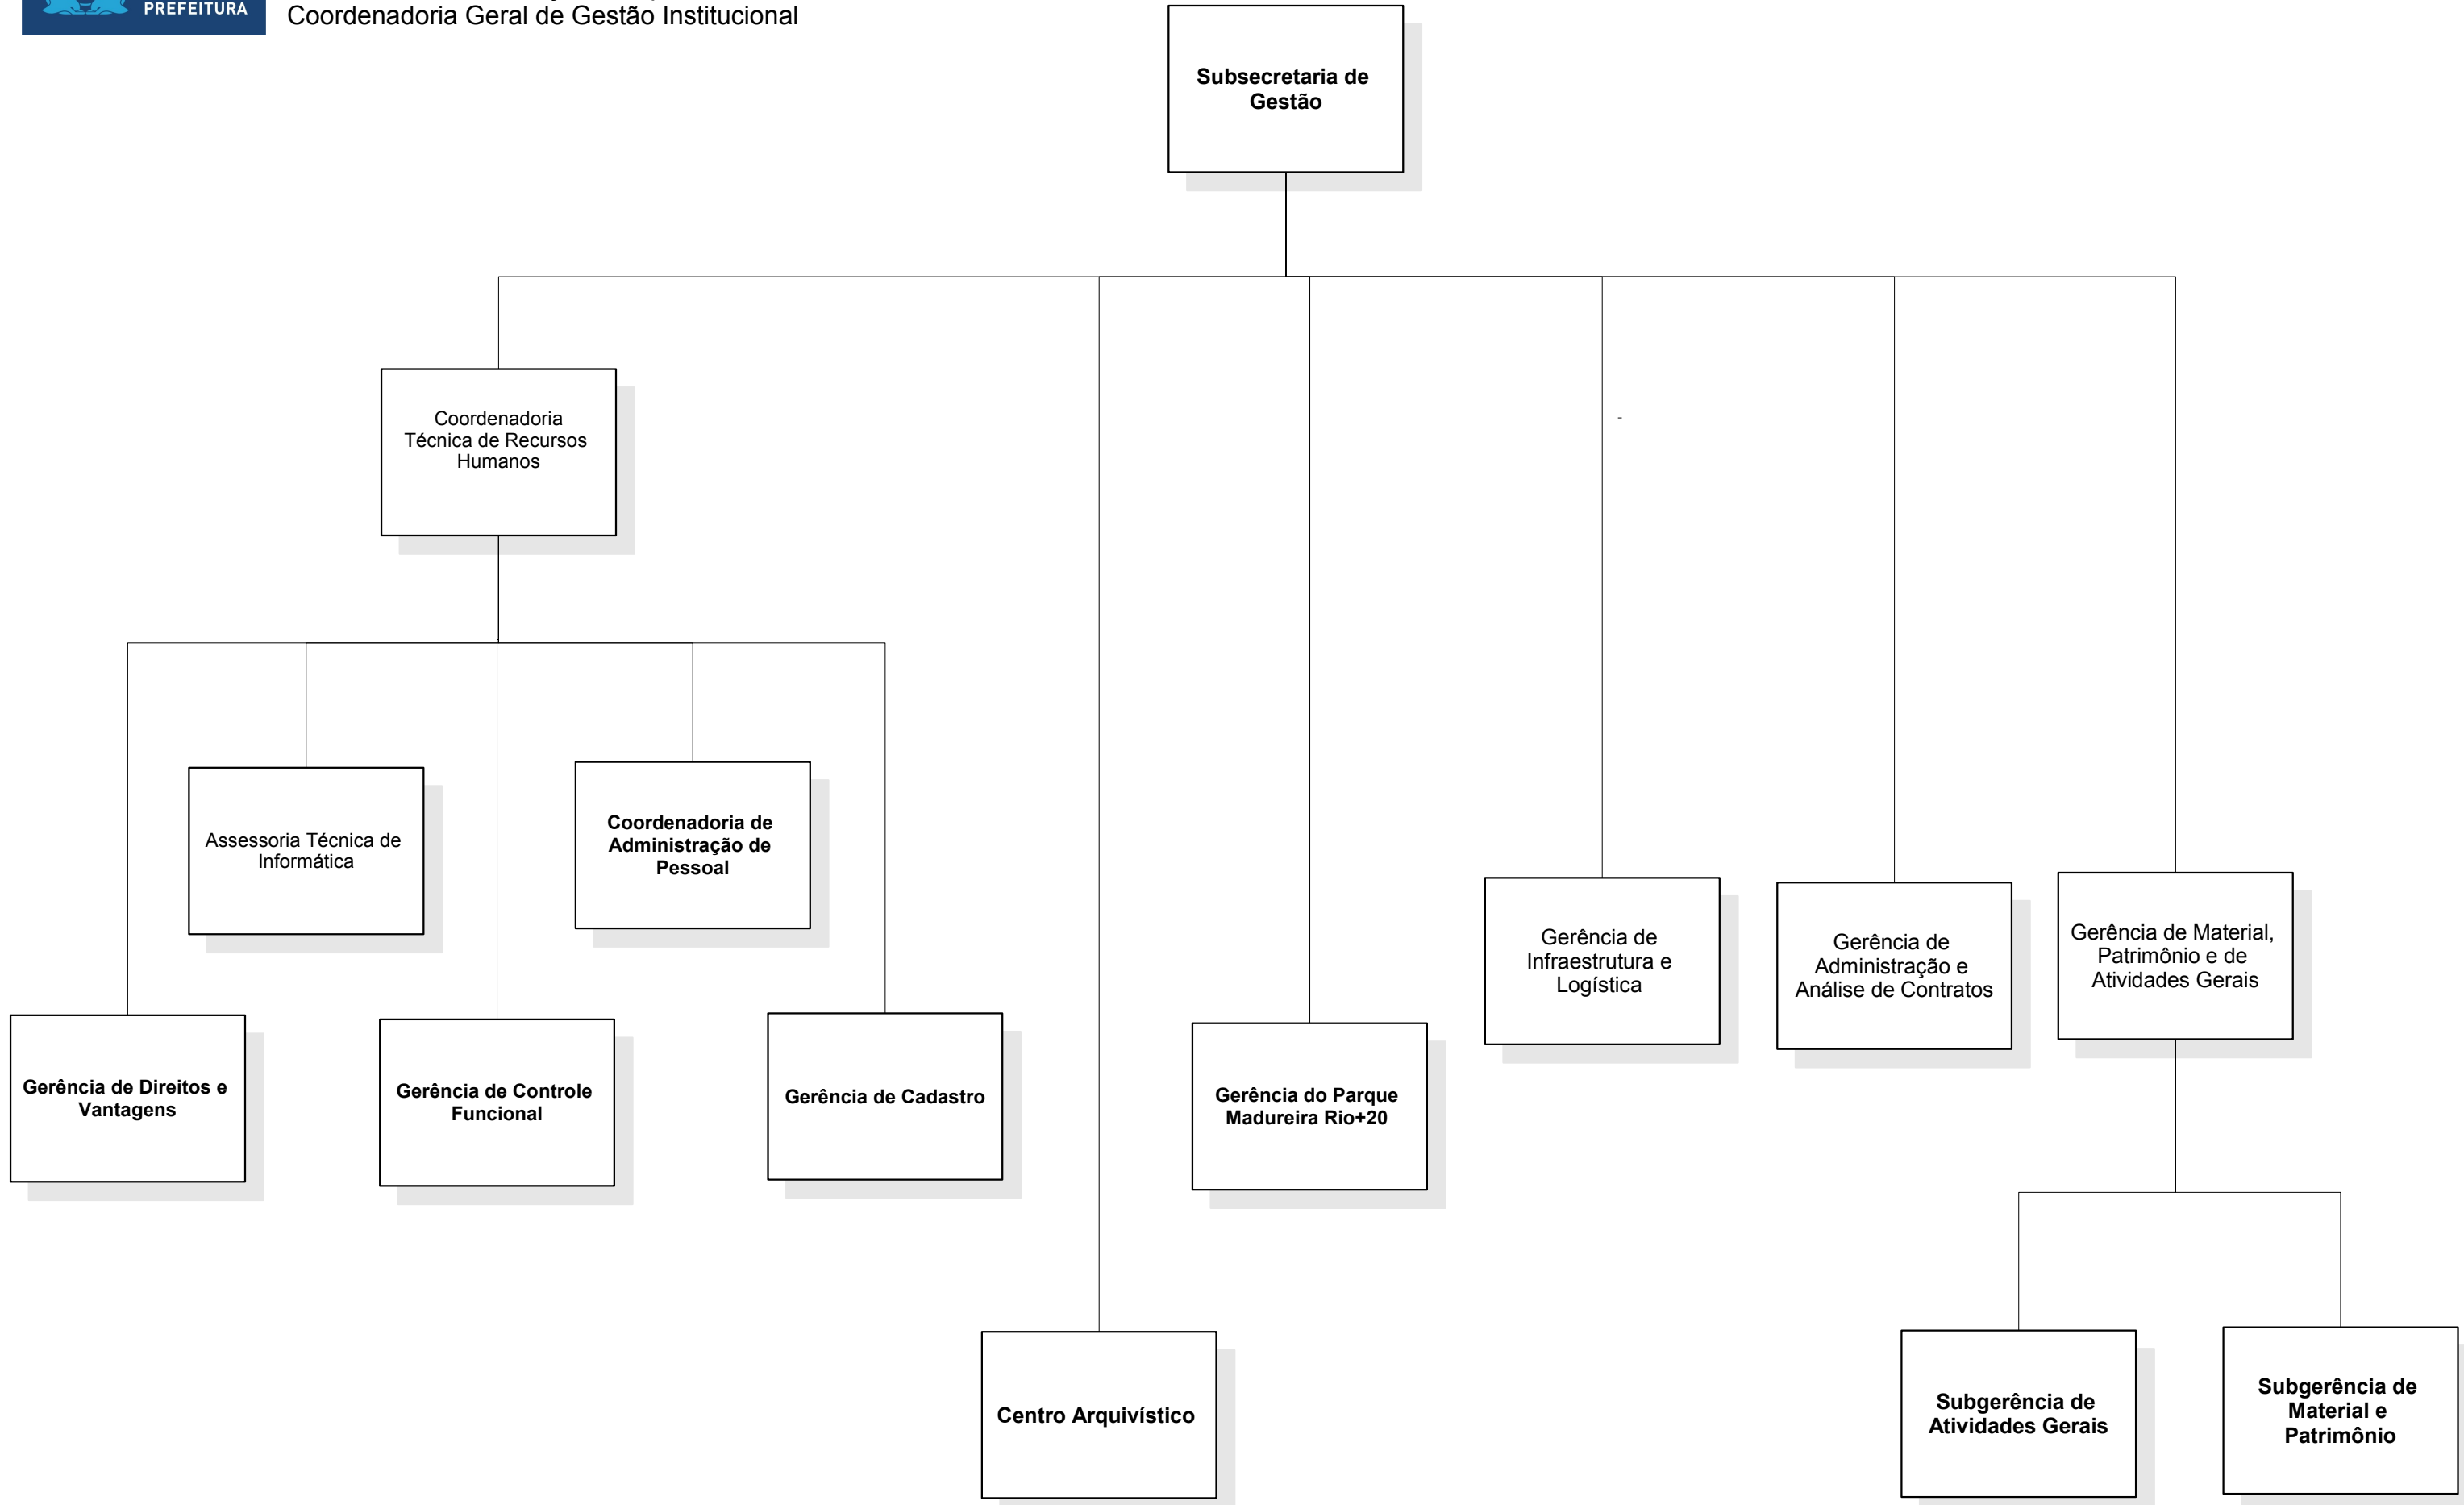 PREFEITURA
Coordenadoria Geral de Gestão Institucional
Subsecretaria de
Gestão
Coordenadoria
Técnica de Recursos
Humanos
-
Assessoria Técnica de
Informática
Coordenadoria de
Administração de
Pessoal
Gerência de
Infraestrutura e
Logística
Gerência de
Administração e
Análise de Contratos
Gerência de Material,
Patrimônio e de
Atividades Gerais
Gerência de Direitos e
Vantagens
Gerência de Controle
Funcional
Gerência de Cadastro
Gerência do Parque
Madureira Rio+20
Centro Arquivístico
Subgerência de
Atividades Gerais
Subgerência de
Material e
Patrimônio